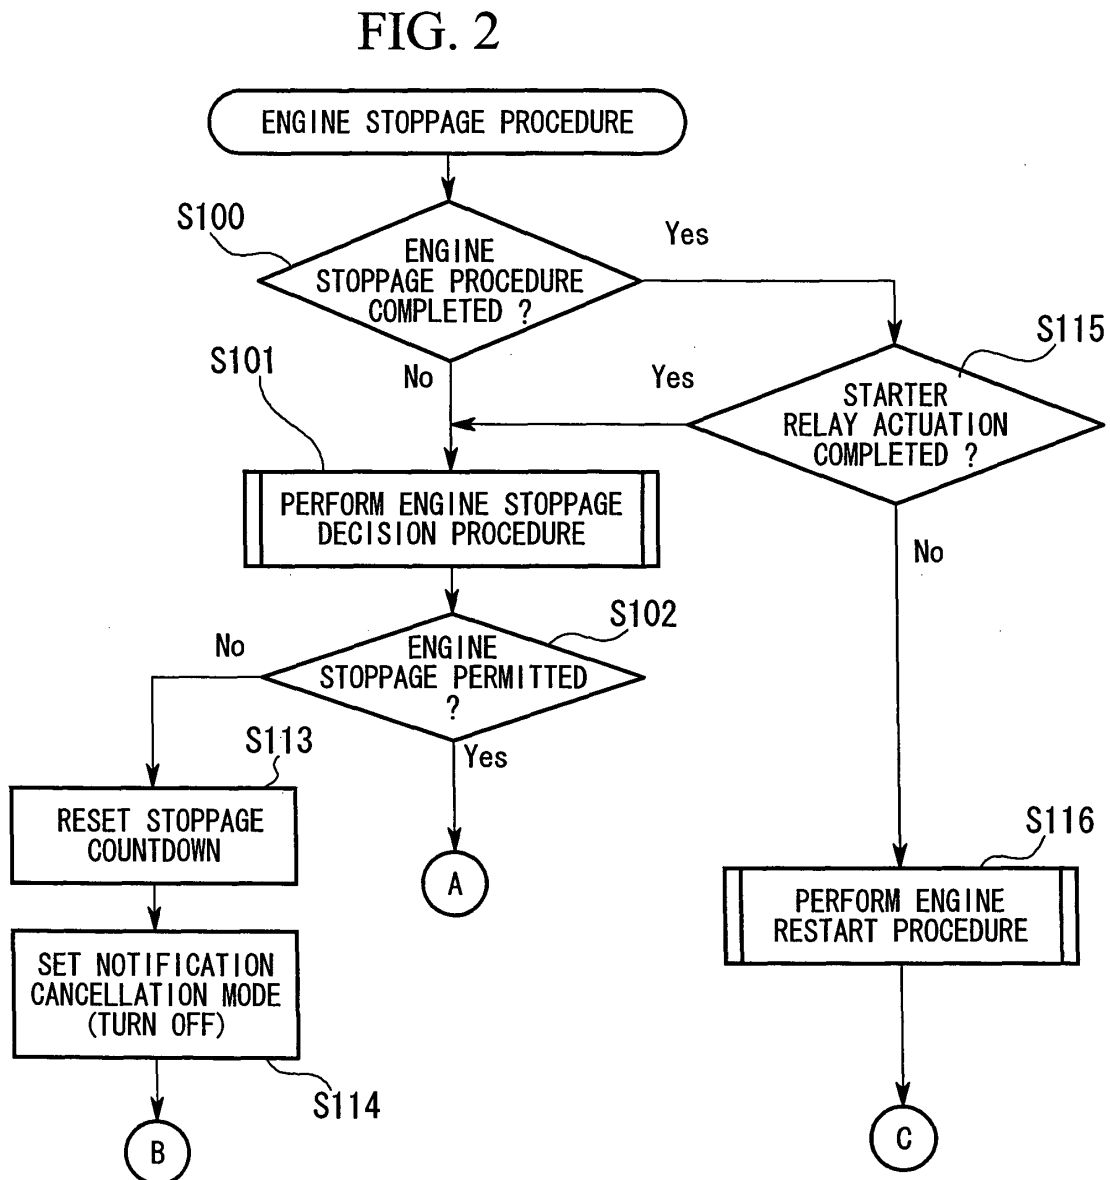 FIG. 2
ENGINE STOPPAGE PROCEDURE
S100
ENGINE
STOPPAGE PROCEDURE
COMPLETED ?
Yes
No
S115
STARTER
RELAY ACTUATION
COMPLETED ?
Yes
No
S101
PERFORM ENGINE STOPPAGE
DECISION PROCEDURE
S102
ENGINE
STOPPAGE PERMITTED
?
No
Yes
S113
RESET STOPPAGE
COUNTDOWN
A
S116
PERFORM ENGINE
RESTART PROCEDURE
SET NOTIFICATION
CANCELLATION MODE
(TURN OFF)
S114
B
C